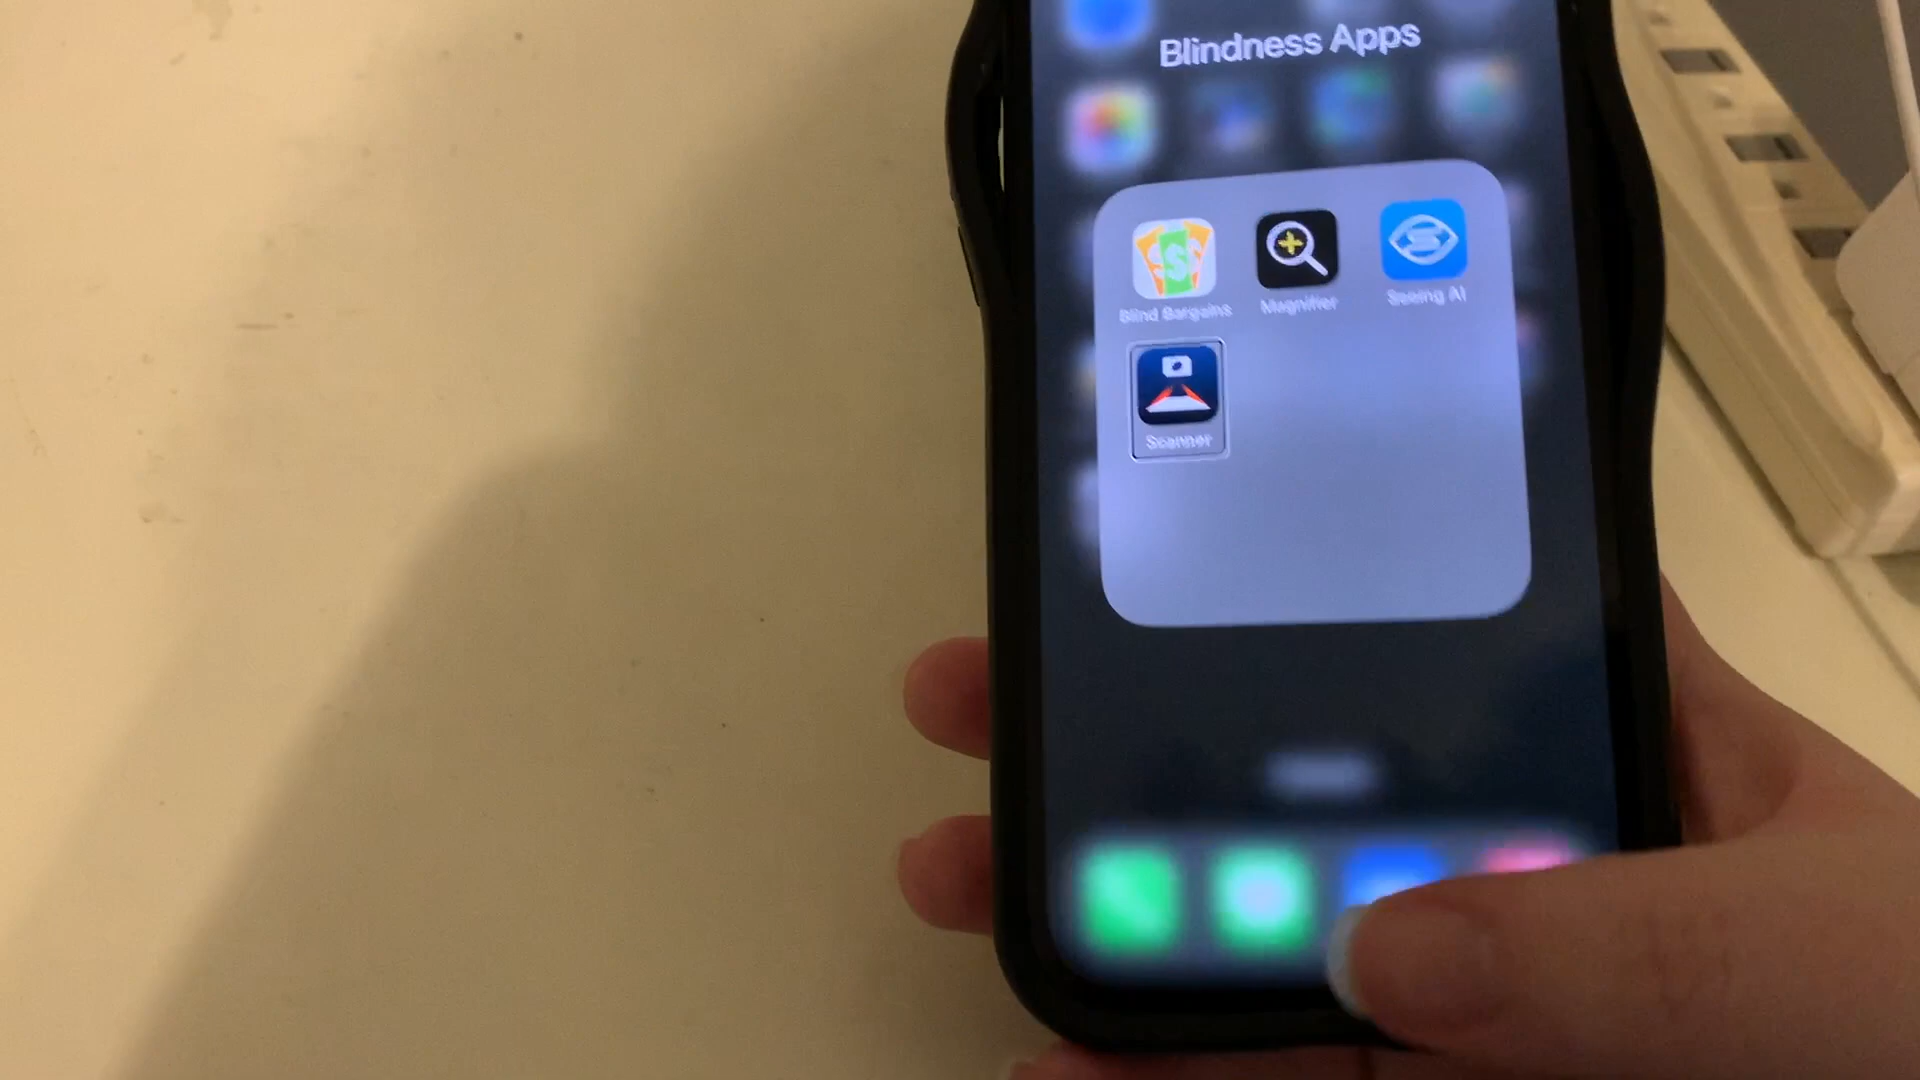 Blindness Apps
Blind Bargains
Magnifier
Seeing AI
Scanner